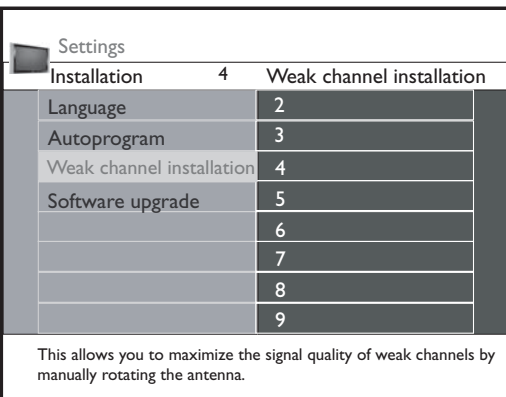 Settings
Installation 4 Weak channel installation
Language 2
Autoprogram 3
Weak channel installation 4
Software upgrade 5
6
7
8
9
This allows you to maximize the signal quality of weak channels by
manually rotating the antenna.